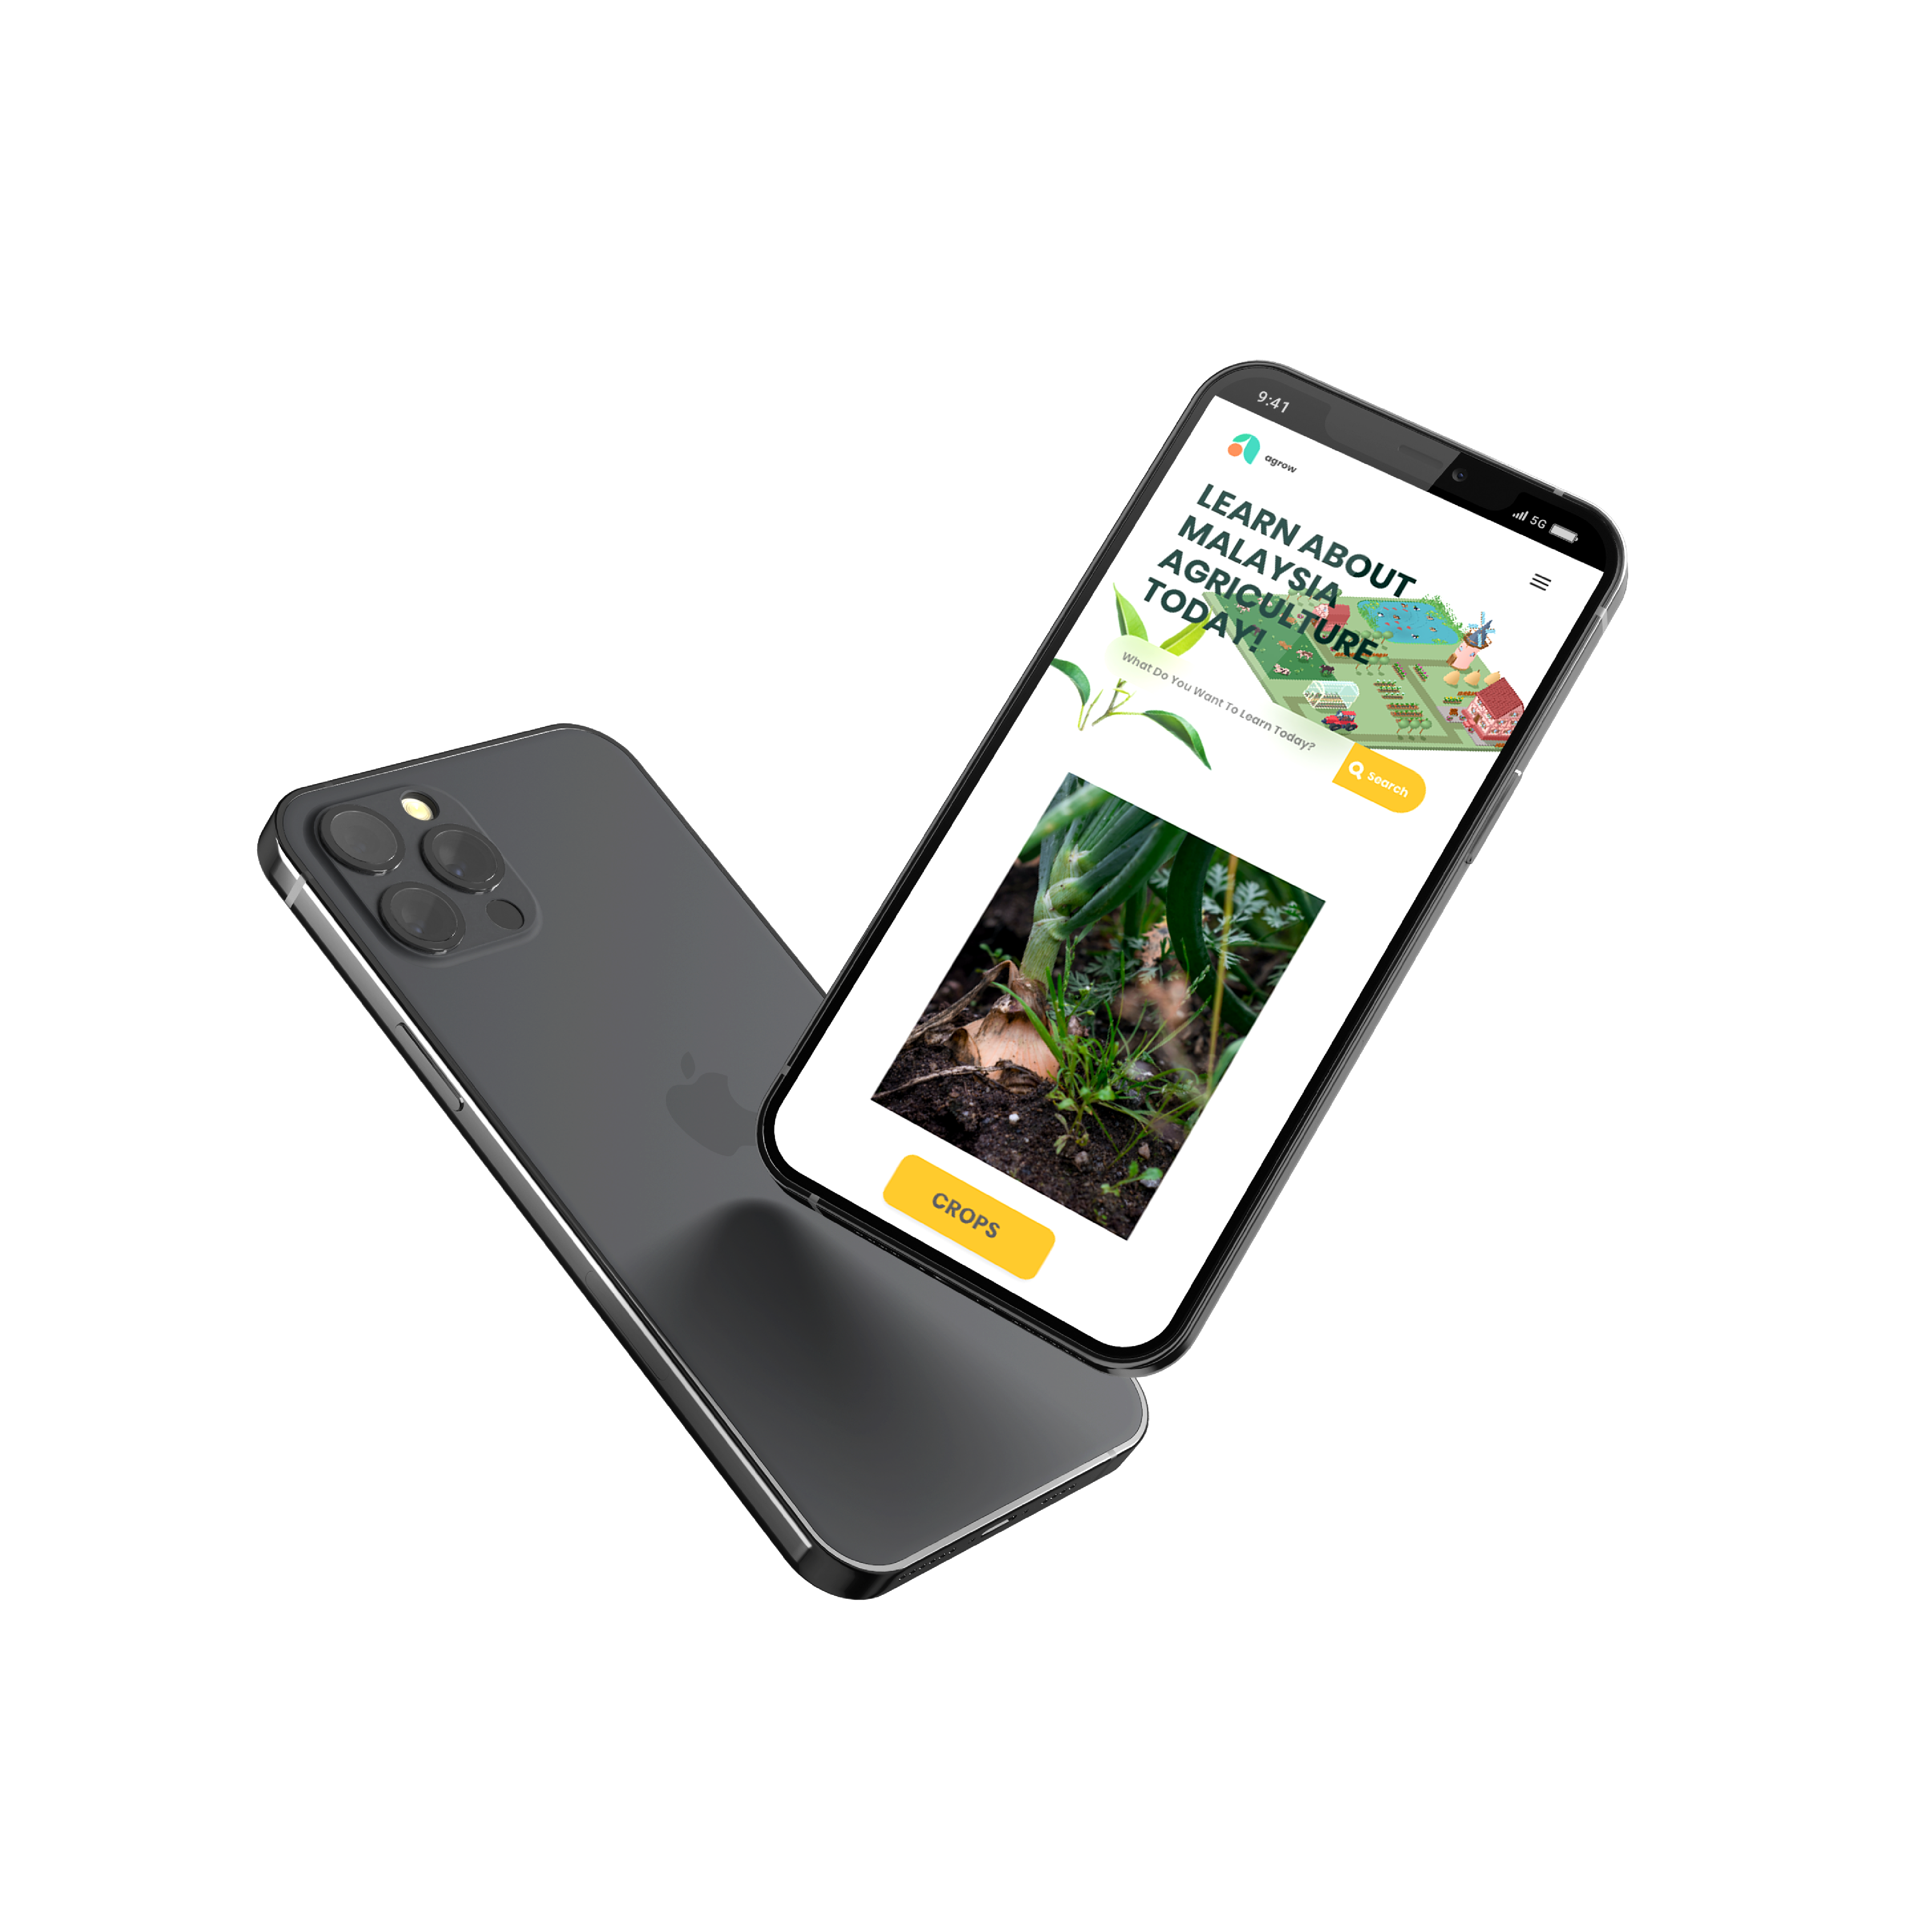 9:41
5G
agrow
LEARN ABOUT
MALAYSIA
AGRICULTURE
TODAY!
What Do You Want To Learn Today?
Search
CROPS